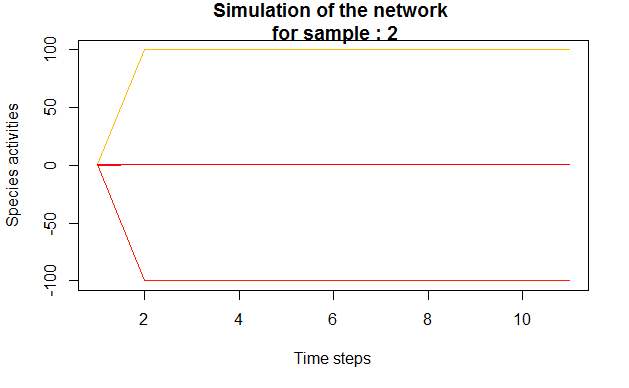 Simulation of the network
for sample : 2
Species activities
100
50
0
-50
-100
2 4 6 8 10
Time steps